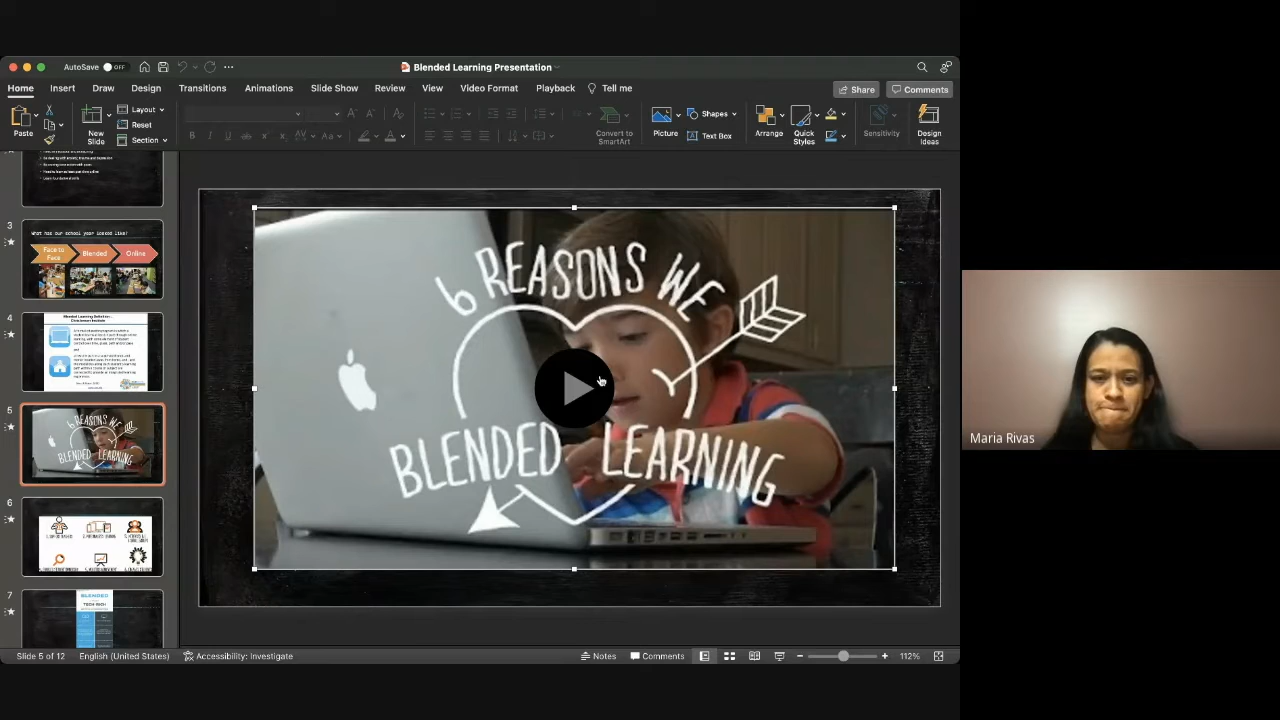 AutoSave OFF
Blended Learning Presentation
Home Insert Draw Design Transitions Animations Slide Show Review View Video Format Playback Tell me
Share Comments
Paste
New Slide
Layout
Reset
Section
Convert to SmartArt
Picture
Shapes
Text Box
Arrange
Quick Styles
Sensitivity
Design Ideas
3
What has our school year looked like?
Face to Face Blended Online
4
5
6 REASONS WE
BLENDED LEARNING
6
7
BLENDED
TECH RICH
6 REASONS WE
BLENDED LEARNING
Maria Rivas
Slide 5 of 12 English (United States) Accessibility: Investigate Notes Comments 112%